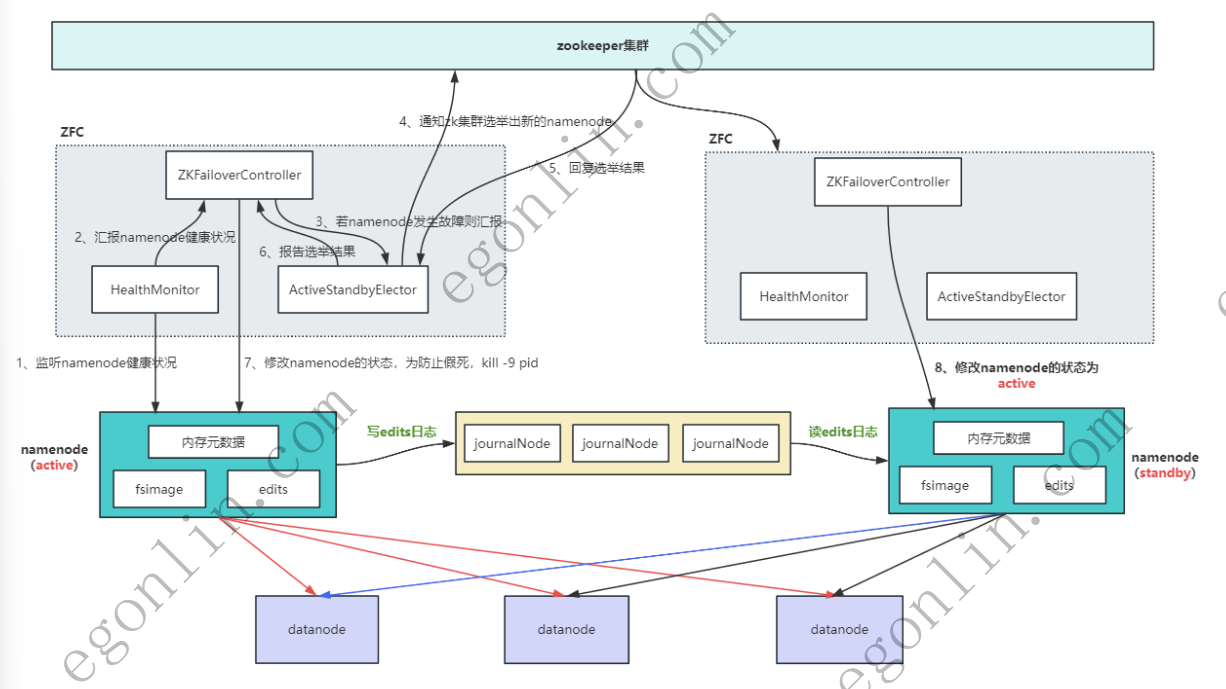 zookeeper集群
ZFC
ZKFailoverController
4、通知zk集群选举出新的namenode
5、回复选举结果
3、若namenode发生故障则汇报
2、汇报namenode健康状况
6、报告选举结果
HealthMonitor
ActiveStandbyElector
1、监听namenode健康状况
7、修改namenode的状态，为防止假死，kill -9 pid
ZFC
ZKFailoverController
HealthMonitor
ActiveStandbyElector
8、修改namenode的状态为
active
namenode
（active）
内存元数据
fsimage
edits
写edits日志
journalNode
journalNode
journalNode
读edits日志
内存元数据
fsimage
edits
namenode
（standby）
datanode
datanode
datanode
egonlin.com
egonlin.com
egonlin.com